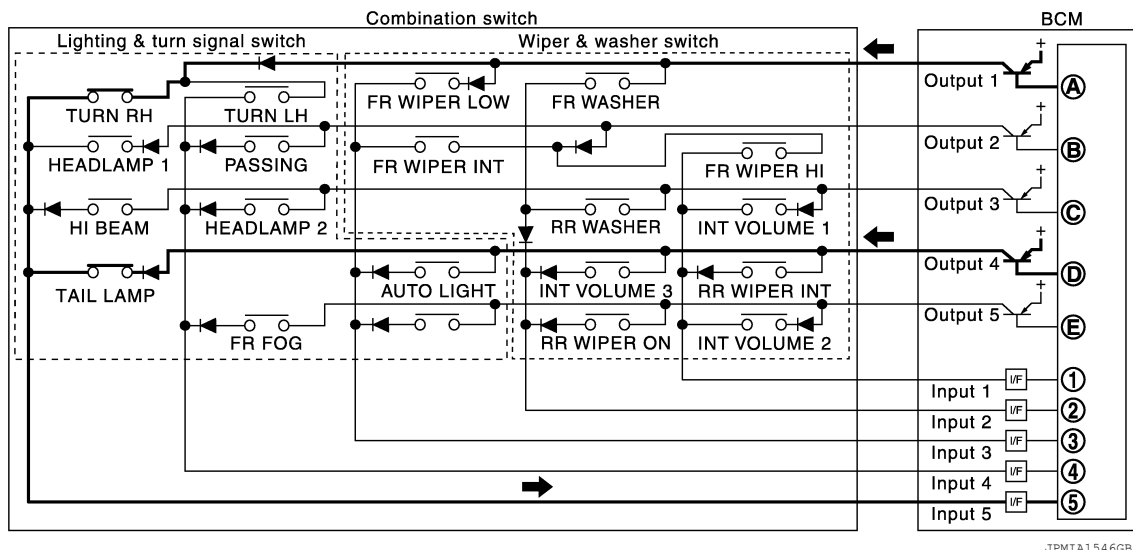 Combination switch
BCM
Lighting & turn signal switch
Wiper & washer switch
+
Output 1
A
TURN RH
TURN LH
FR WIPER LOW
FR WASHER
+
Output 2
B
HEADLAMP 1
PASSING
FR WIPER INT
FR WIPER HI
+
Output 3
C
HI BEAM
HEADLAMP 2
RR WASHER
INT VOLUME 1
+
Output 4
D
TAIL LAMP
AUTO LIGHT
INT VOLUME 3
RR WIPER INT
+
Output 5
E
FR FOG
RR WIPER ON
INT VOLUME 2
Input 1
I/F
1
Input 2
I/F
2
Input 3
I/F
3
Input 4
I/F
4
Input 5
I/F
5
JPMIA1546GB